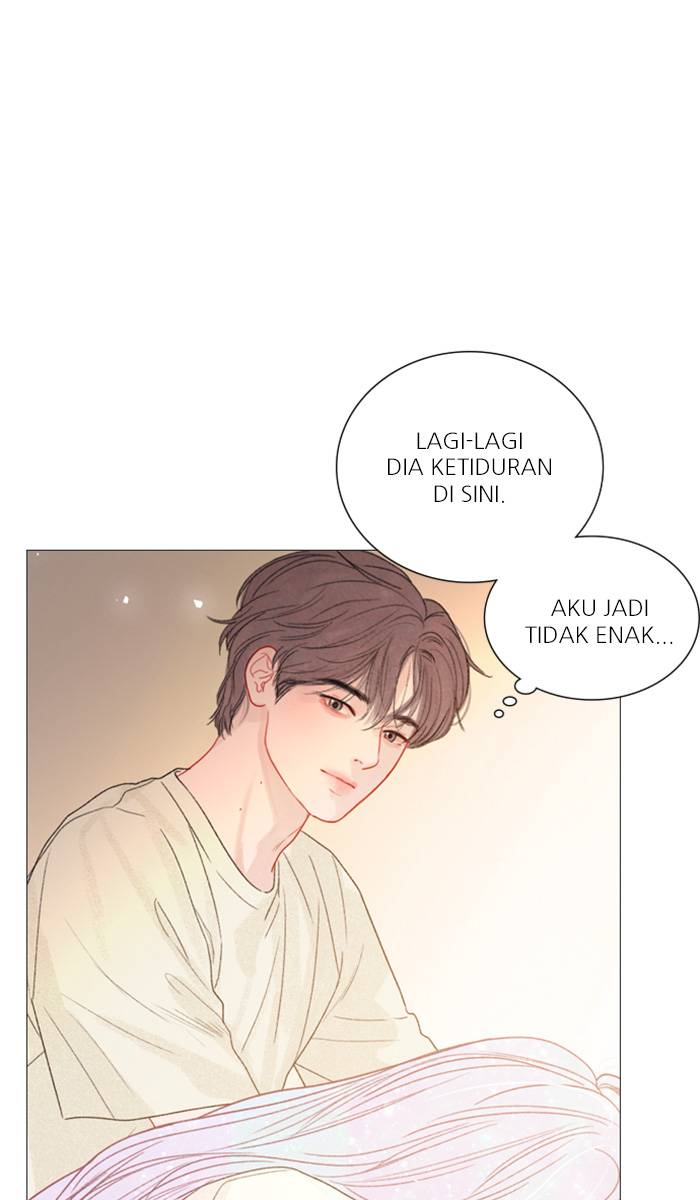 LAGI-LAGI
DIA KETIDURAN
DI SINI.
AKU JADI
TIDAK ENAK...